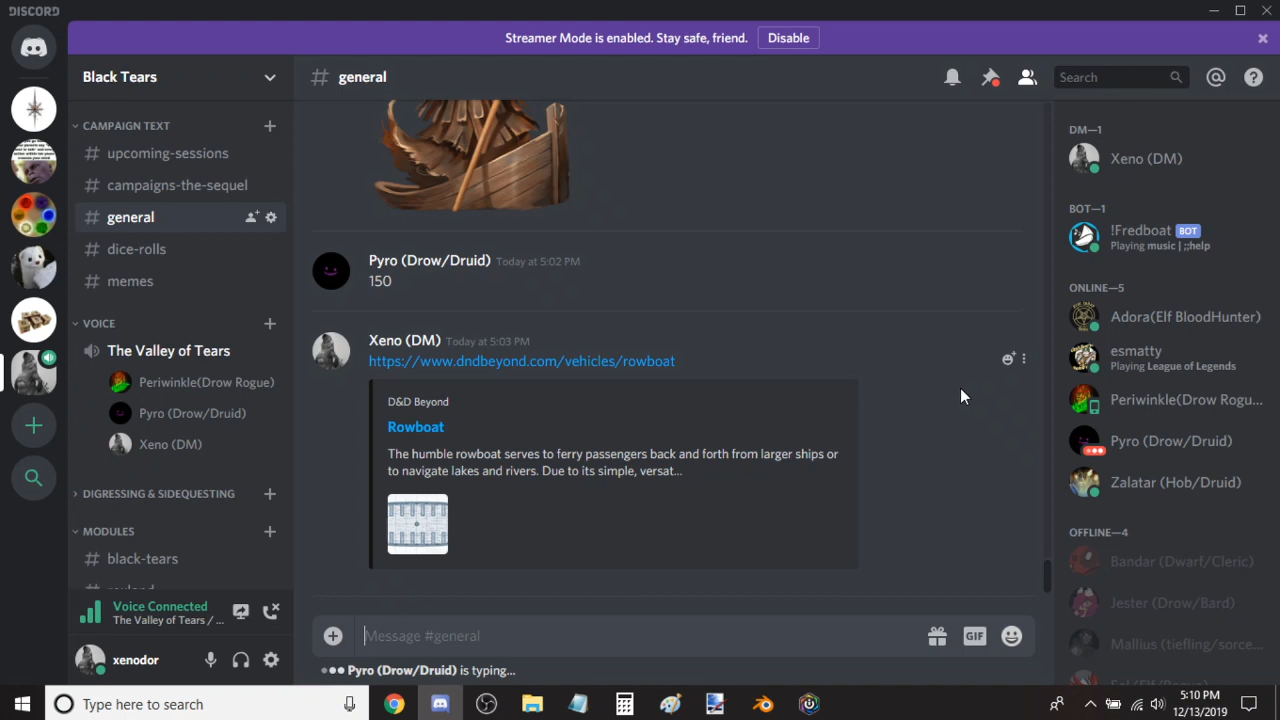 DISCORD
Streamer Mode is enabled. Stay safe, friend.
Disable
Black Tears
CAMPAIGN TEXT
# upcoming-sessions
# campaigns-the-sequel
# general
# dice-rolls
# memes
VOICE
The Valley of Tears
Periwinkle(Drow Rogue)
Pyro (Drow/Druid)
Xeno (DM)
DIGRESSING & SIDEQUESTING
MODULES
# black-tears
Voice Connected
The Valley of Tears / ...
xenodor
# general
Search
Pyro (Drow/Druid) Today at 5:02 PM
150
Xeno (DM) Today at 5:03 PM
https://www.dndbeyond.com/vehicles/rowboat
D&D Beyond
Rowboat
The humble rowboat serves to ferry passengers back and forth from larger ships or
to navigate lakes and rivers. Due to its simple, versat...
Message #general
GIF
Pyro (Drow/Druid) is typing...
DM—1
Xeno (DM)
BOT—1
!Fredboat BOT
Playing music | ;;help
ONLINE—5
Adora(Elf BloodHunter)
esmatty
Playing League of Legends
Periwinkle(Drow Rogu...
Pyro (Drow/Druid)
Zalatar (Hob/Druid)
OFFLINE—4
Bandar (Dwarf/Cleric)
Jester (Drow/Bard)
Mallius (tiefling/sorce...
Type here to search
5:10 PM
12/13/2019